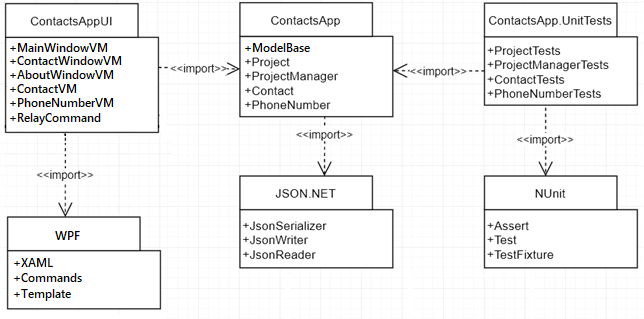 ContactsAppUI
+MainWindowVM
+ContactWindowVM
+AboutWindowVM
+ContactVM
+PhoneNumberVM
+RelayCommand
<<import>>
ContactsApp
+ModelBase
+Project
+ProjectManager
+Contact
+PhoneNumber
<<import>>
ContactsApp.UnitTests
+ProjectTests
+ProjectManagerTests
+ContactTests
+PhoneNumberTests
<<import>>
<<import>>
<<import>>
WPF
+XAML
+Commands
+Template
JSON.NET
+JsonSerializer
+JsonWriter
+JsonReader
NUnit
+Assert
+Test
+TestFixture